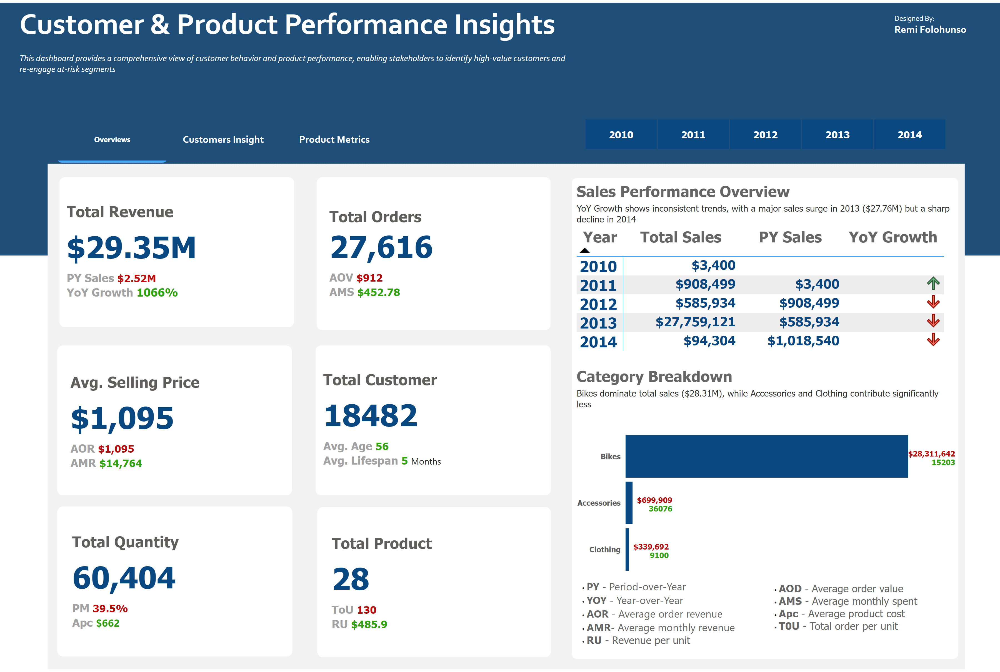 Customer & Product Performance Insights
Designed By:
Remi Folohunso
This dashboard provides a comprehensive view of customer behavior and product performance, enabling stakeholders to identify high-value customers and
re-engage at-risk segments
Overviews
Customers Insight
Product Metrics
2010
2011
2012
2013
2014
Total Revenue
$29.35M
PY Sales $2.52M
YoY Growth 1066%
Total Orders
27,616
AOV $912
AMS $452.78
Avg. Selling Price
$1,095
AOR $1,095
AMR $14,764
Total Customer
18482
Avg. Age 56
Avg. Lifespan 5 Months
Total Quantity
60,404
PM 39.5%
Apc $662
Total Product
28
ToU 130
RU $485.9
Sales Performance Overview
YoY Growth shows inconsistent trends, with a major sales surge in 2013 ($27.76M) but a sharp
decline in 2014
Year Total Sales PY Sales YoY Growth
2010 $3,400
2011 $908,499 $3,400
2012 $585,934 $908,499
2013 $27,759,121 $585,934
2014 $94,304 $1,018,540
Category Breakdown
Bikes dominate total sales ($28.31M), while Accessories and Clothing contribute significantly
less
Bikes
$28,311,642
15203
Accessories
$699,909
36076
Clothing
$339,692
9100
• PY - Period-over-Year
• YOY - Year-over-Year
• AOR - Average order revenue
• AMR- Average monthly revenue
• RU - Revenue per unit
• AOD - Average order value
• AMS - Average monthly spent
• Apc - Average product cost
• T0U - Total order per unit